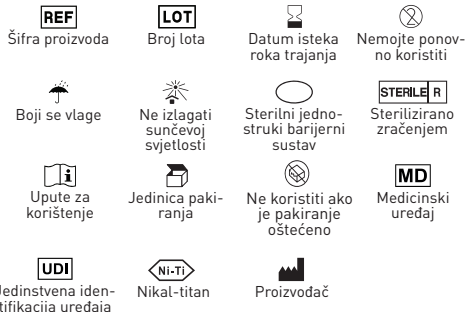 REF
LOT
Šifra proizvoda
Broj lota
Datum isteka
roka trajanja
Nemojte ponov-
no koristiti
2
STERILE R
Boji se vlage
Ne izlagati
sunčevoj
svjetlosti
Sterilni jedno-
struki barijerni
sustav
Sterilizirano
zračenjem
i
MD
Upute za
korištenje
Jedinica paki-
ranja
Ne koristiti ako
je pakiranje
oštećeno
Medicinski
uređaj
UDI
Ni-Ti
Jedinstvena iden-
tifikacija uređaja
Nikal-titan
Proizvođač